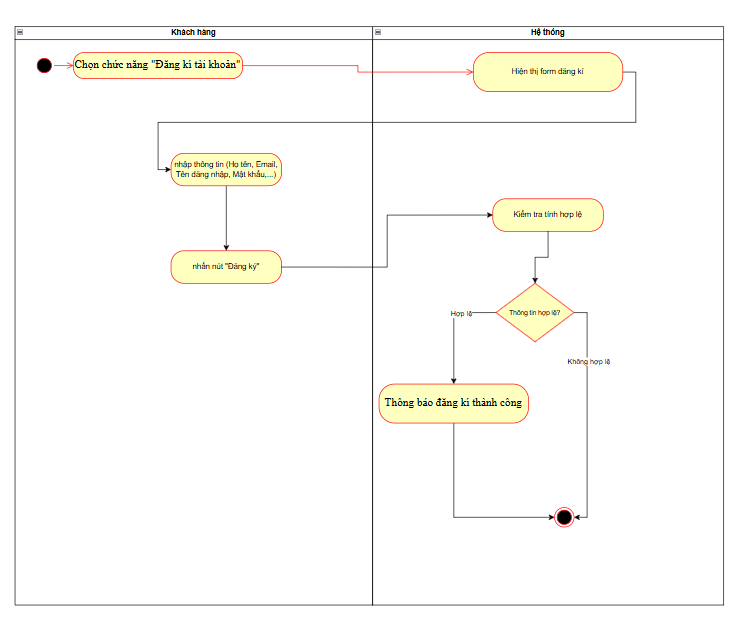 Khách hàng
Hệ thống
Chọn chức năng "Đăng kí tài khoản"
Hiện thị form đăng kí
nhập thông tin (Họ tên, Email,
Tên đăng nhập, Mật khẩu,...)
Kiểm tra tính hợp lệ
nhấn nút "Đăng ký"
Thông tin hợp lệ?
Hợp lệ
Không hợp lệ
Thông báo đăng kí thành công